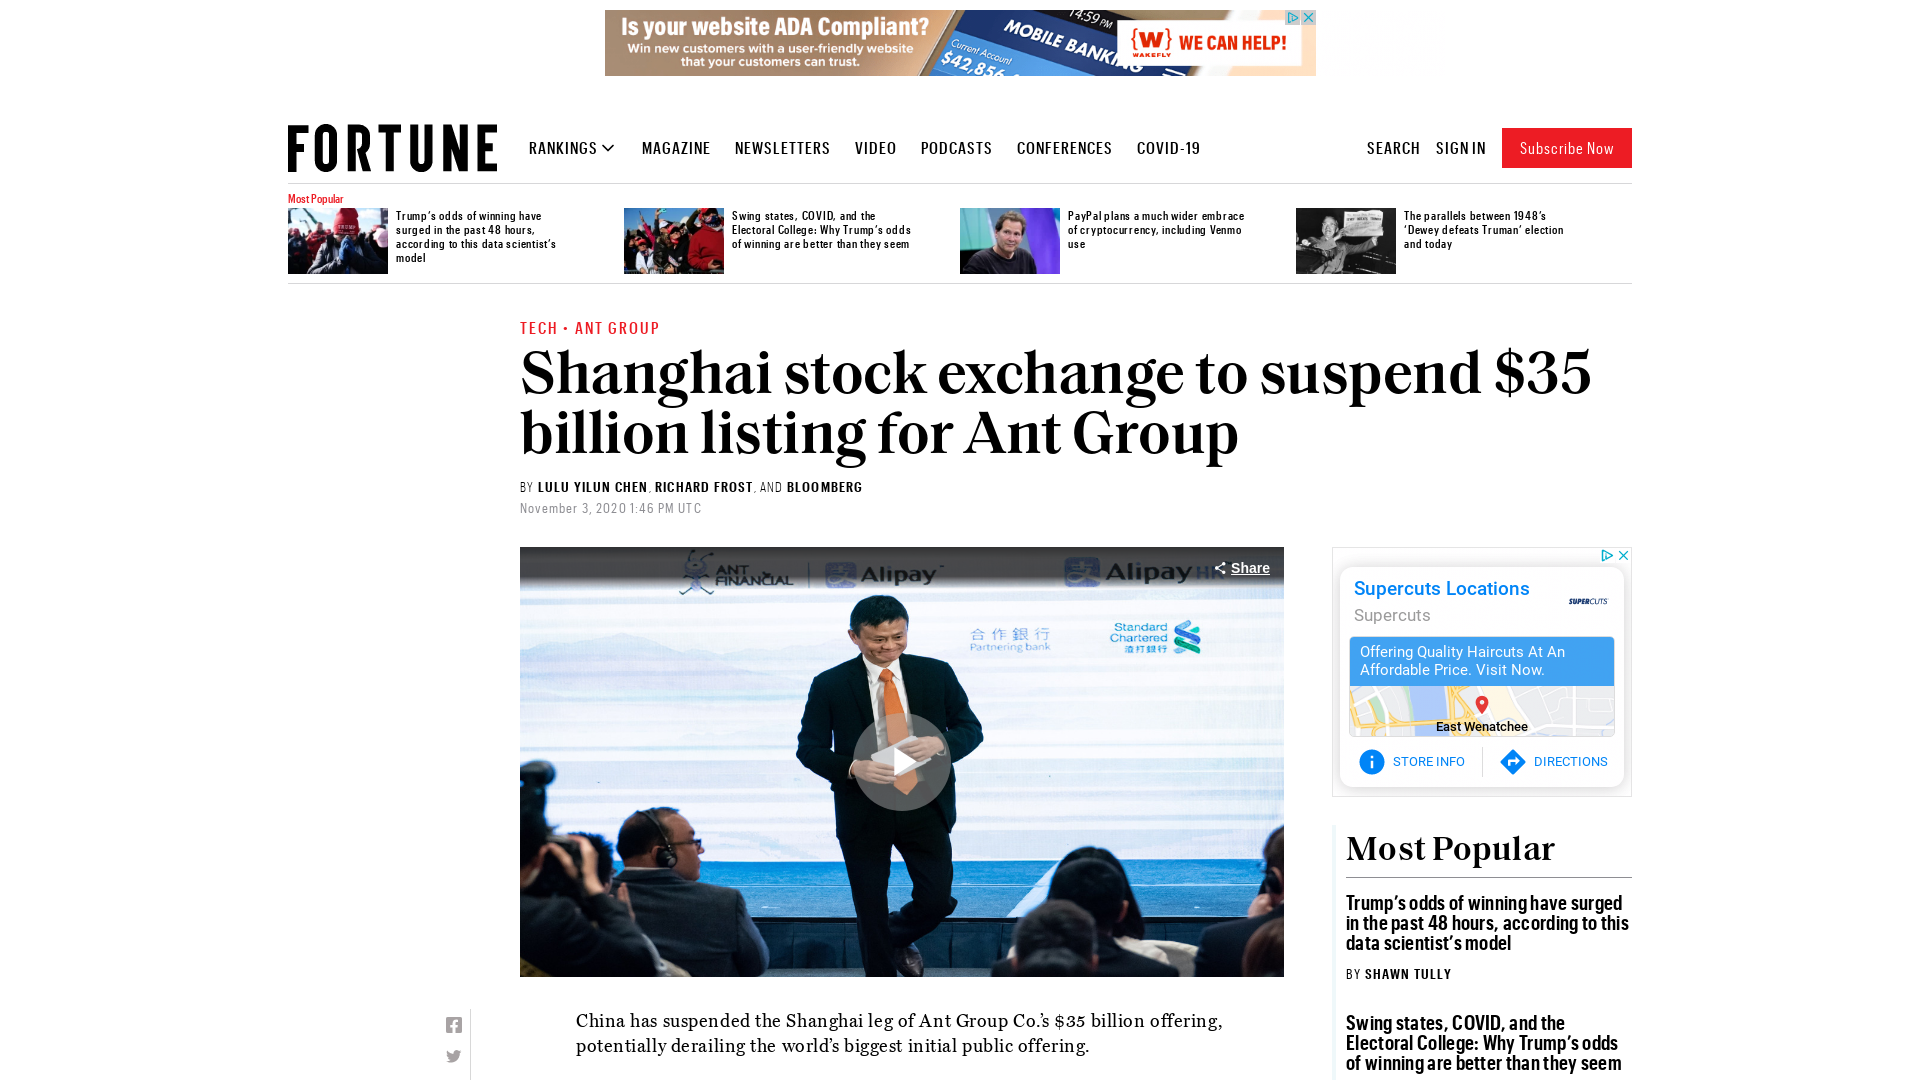 Is your website ADA Compliant?
Win new customers with a user-friendly website
that your customers can trust.
14:59 PM
MOBILE BANKING
Current Account
$42,856
W
WAKEFLY
WE CAN HELP!
FORTUNE
RANKINGS
MAGAZINE
NEWSLETTERS
VIDEO
PODCASTS
CONFERENCES
COVID-19
SEARCH
SIGN IN
Subscribe Now
Most Popular
Trump’s odds of winning have
surged in the past 48 hours,
according to this data scientist’s
model
Swing states, COVID, and the
Electoral College: Why Trump’s odds
of winning are better than they seem
PayPal plans a much wider embrace
of cryptocurrency, including Venmo
use
The parallels between 1948’s
‘Dewey defeats Truman’ election
and today
TECH • ANT GROUP
Shanghai stock exchange to suspend $35
billion listing for Ant Group
BY LULU YILUN CHEN, RICHARD FROST, AND BLOOMBERG
November 3, 2020 1:46 PM UTC
ANT
FINANCIAL
Alipay
Alipay HK
Share
合作銀行
Partnering bank
Standard
Chartered
渣打銀行
China has suspended the Shanghai leg of Ant Group Co.’s $35 billion offering,
potentially derailing the world’s biggest initial public offering.
Supercuts Locations
Supercuts
SUPERCUTS
Offering Quality Haircuts At An
Affordable Price. Visit Now.
East Wenatchee
STORE INFO
DIRECTIONS
Most Popular
Trump’s odds of winning have surged
in the past 48 hours, according to this
data scientist’s model
BY SHAWN TULLY
Swing states, COVID, and the
Electoral College: Why Trump’s odds
of winning are better than they seem